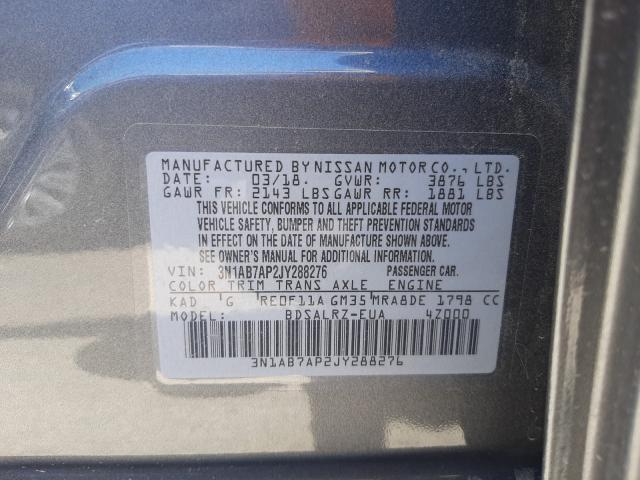 MANUFACTURED BY NISSAN MOTOR CO., LTD.
DATE: 03/18. GVWR: 3876 LBS
GAWR FR: 2143 LBS GAWR RR: 1881 LBS
THIS VEHICLE CONFORMS TO ALL APPLICABLE FEDERAL MOTOR
VEHICLE SAFETY, BUMPER AND THEFT PREVENTION STANDARDS
IN EFFECT ON THE DATE OF MANUFACTURE SHOWN ABOVE.
SEE OWNER'S MANUAL FOR ADDITIONAL INFORMATION.
VIN: 3N1AB7AP2JY288276 PASSENGER CAR.
COLOR TRIM TRANS AXLE ENGINE
KAD 'G 'RE0F11A GM35 'MRA8DE 1798 CC
MODEL: BDSALRZ-EUA 4Z000
3N1AB7AP2JY288276